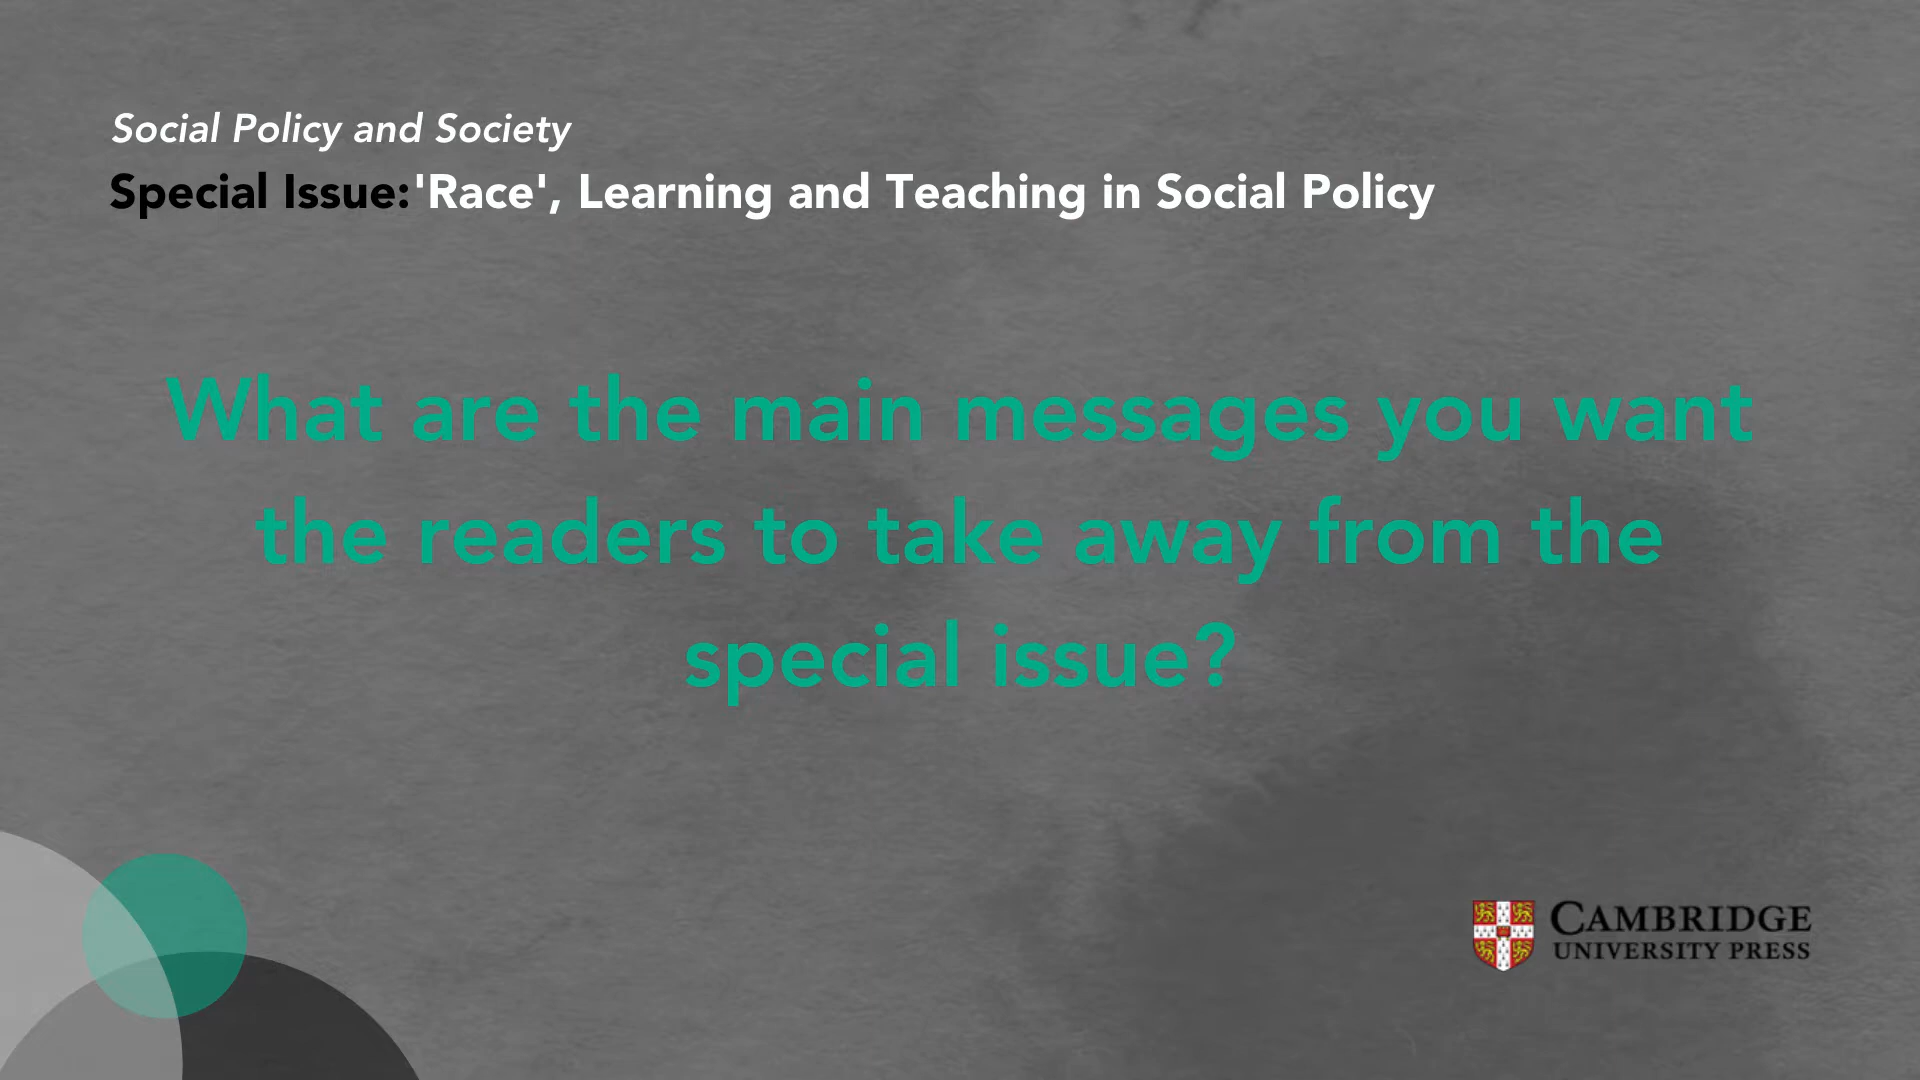 Social Policy and Society
Special Issue:'Race', Learning and Teaching in Social Policy
What are the main messages you want
the readers to take away from the
special issue?
CAMBRIDGE
UNIVERSITY PRESS